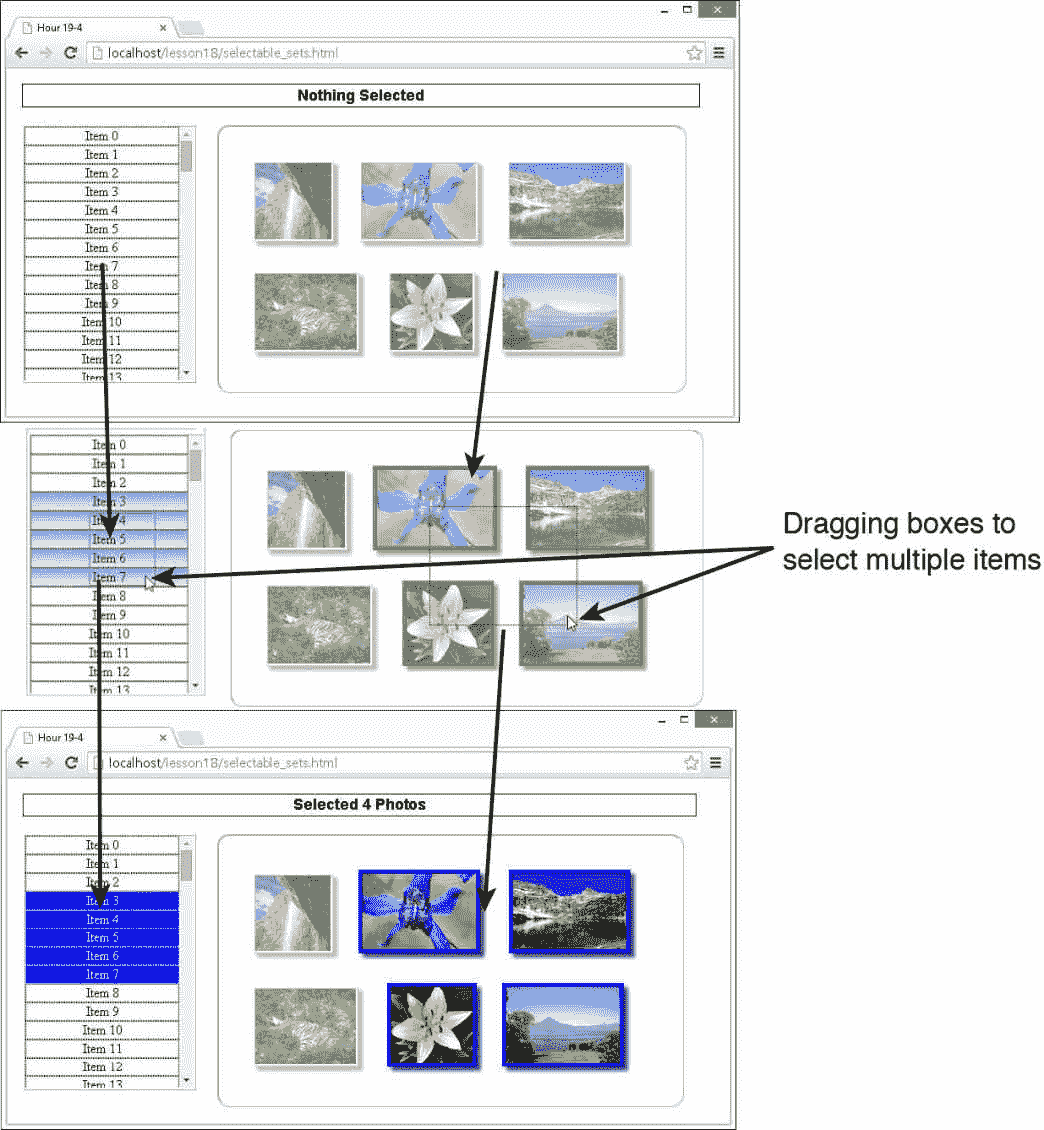 Hour 19-4
localhost/lesson18/selectable_sets.html
Nothing Selected
Item 0
Item 1
Item 2
Item 3
Item 4
Item 5
Item 6
Item 7
Item 8
Item 9
Item 10
Item 11
Item 12
Item 13
Item 0
Item 1
Item 2
Item 3
Item 4
Item 5
Item 6
Item 7
Item 8
Item 9
Item 10
Item 11
Item 12
Item 13
Dragging boxes to
select multiple items
Hour 19-4
localhost/lesson18/selectable_sets.html
Selected 4 Photos
Item 0
Item 1
Item 2
Item 3
Item 4
Item 5
Item 6
Item 7
Item 8
Item 9
Item 10
Item 11
Item 12
Item 13